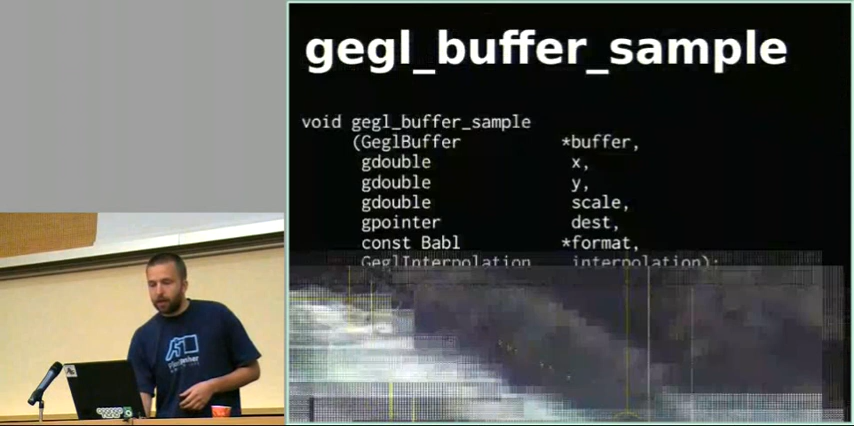 gegl_buffer_sample
void gegl_buffer_sample
(GeglBuffer *buffer,
gdouble x,
gdouble y,
gdouble scale,
gpointer dest,
const Babl *format,
GeglInterpolation interpolation);